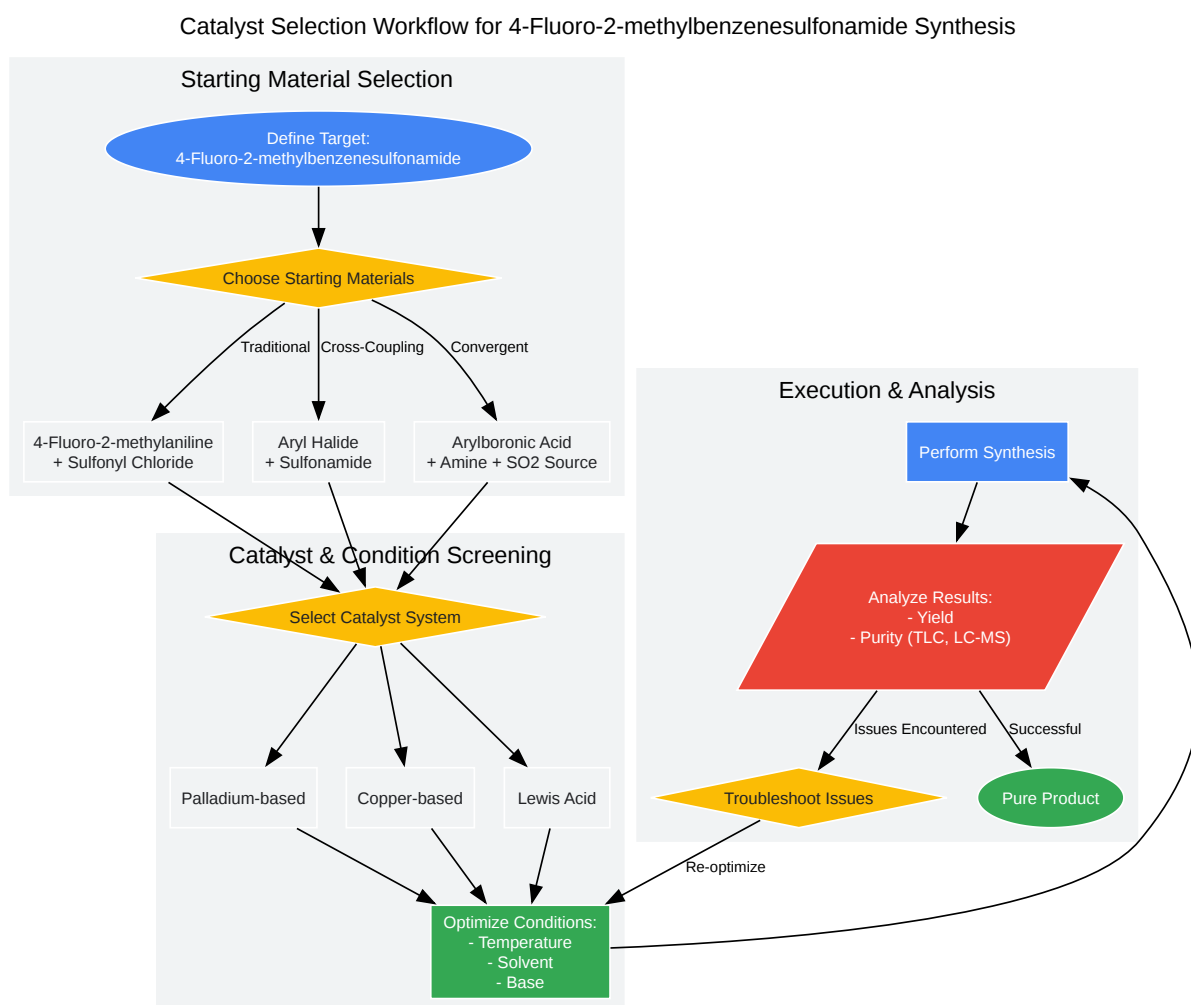 Catalyst Selection Workflow for 4-Fluoro-2-methylbenzenesulfonamide Synthesis
Starting Material Selection
Define Target:
4-Fluoro-2-methylbenzenesulfonamide
Choose Starting Materials
Traditional
Cross-Coupling
Convergent
4-Fluoro-2-methylaniline
+ Sulfonyl Chloride
Aryl Halide
+ Sulfonamide
Arylboronic Acid
+ Amine + SO2 Source
Catalyst & Condition Screening
Select Catalyst System
Palladium-based
Copper-based
Lewis Acid
Optimize Conditions:
- Temperature
- Solvent
- Base
Execution & Analysis
Perform Synthesis
Analyze Results:
- Yield
- Purity (TLC, LC-MS)
Issues Encountered
Successful
Troubleshoot Issues
Pure Product
Re-optimize